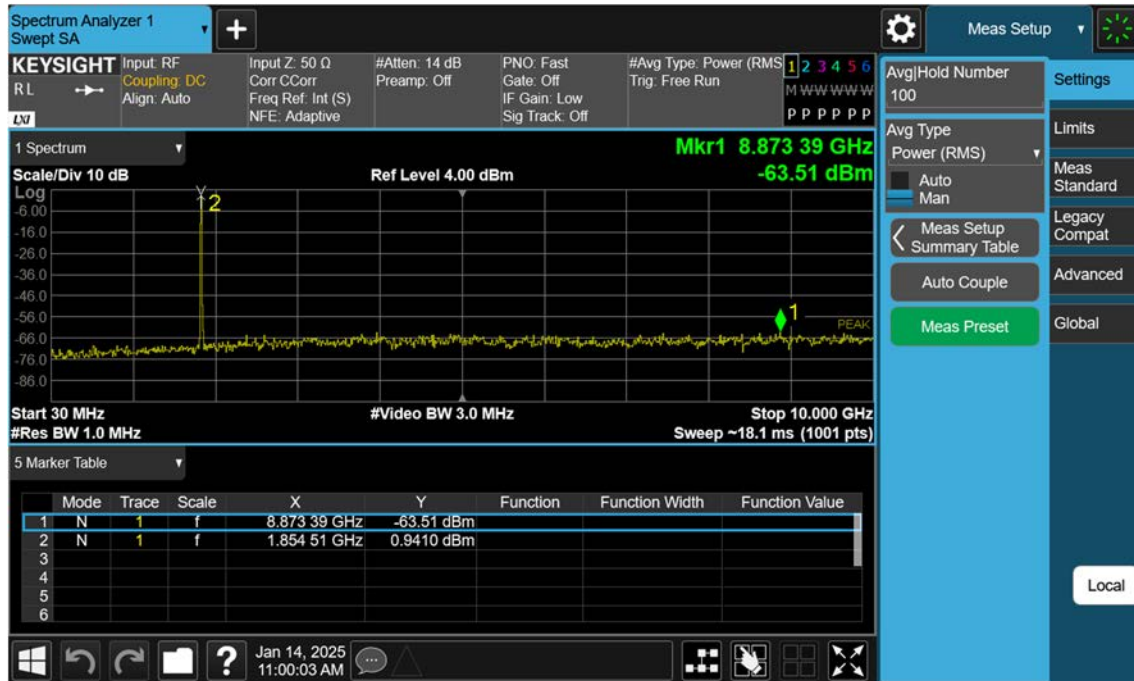 Spectrum Analyzer 1
Swept SA
Meas Setup
KEYSIGHT
RL
LXI
Input: RF
Coupling: DC
Align: Auto
Input Z: 50 Ω
Corr CCorr
Freq Ref: Int (S)
NFE: Adaptive
#Atten: 14 dB
Preamp: Off
PNO: Fast
Gate: Off
IF Gain: Low
Sig Track: Off
#Avg Type: Power (RMS
Trig: Free Run
1 2 3 4 5 6
M W W W W W
P P P P P P
1 Spectrum
Mkr1 8.873 39 GHz
-63.51 dBm
Scale/Div 10 dB
Ref Level 4.00 dBm
Log
-6.00
-16.0
-26.0
-36.0
-46.0
-56.0
-66.0
-76.0
-86.0
2
1
PEAK
Start 30 MHz
#Video BW 3.0 MHz
Stop 10.000 GHz
#Res BW 1.0 MHz
Sweep ~18.1 ms (1001 pts)
5 Marker Table
Mode Trace Scale X Y Function Function Width Function Value
1 N 1 f 8.873 39 GHz -63.51 dBm
2 N 1 f 1.854 51 GHz 0.9410 dBm
3
4
5
6
Jan 14, 2025
11:00:03 AM
Avg|Hold Number
100
Avg Type
Power (RMS)
Auto
Man
Meas Setup
Summary Table
Auto Couple
Meas Preset
Settings
Limits
Meas
Standard
Legacy
Compat
Advanced
Global
Local